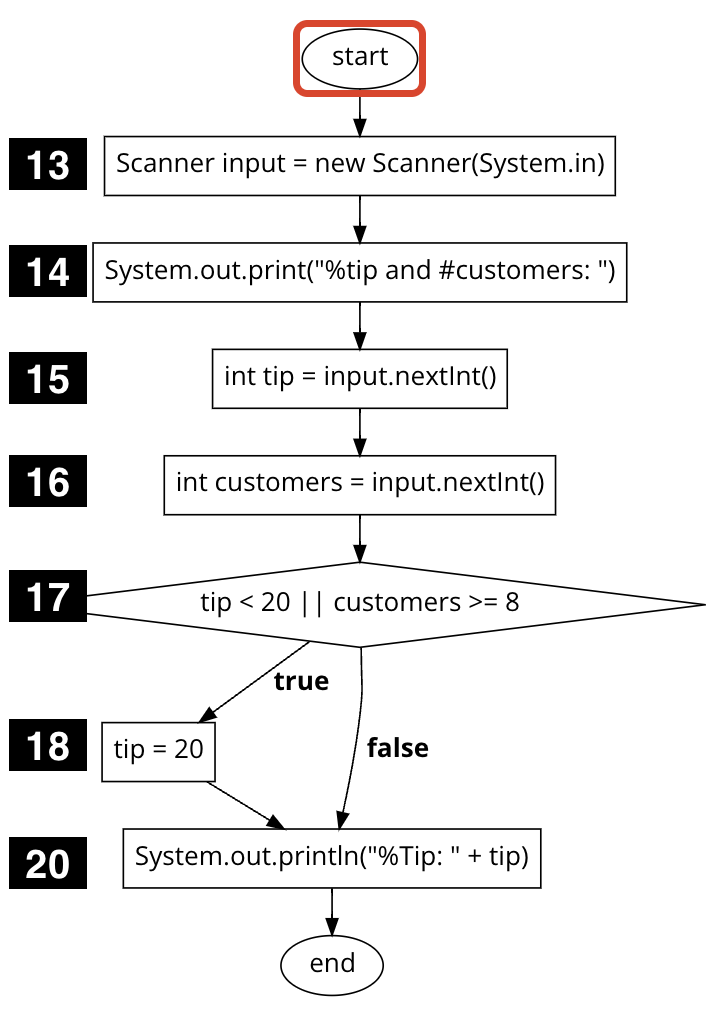 start
13 Scanner input = new Scanner(System.in)
14 System.out.print("%tip and #customers: ")
15 int tip = input.nextInt()
16 int customers = input.nextInt()
17 tip < 20 || customers >= 8
true
18 tip = 20
false
20 System.out.println("%Tip: " + tip)
end